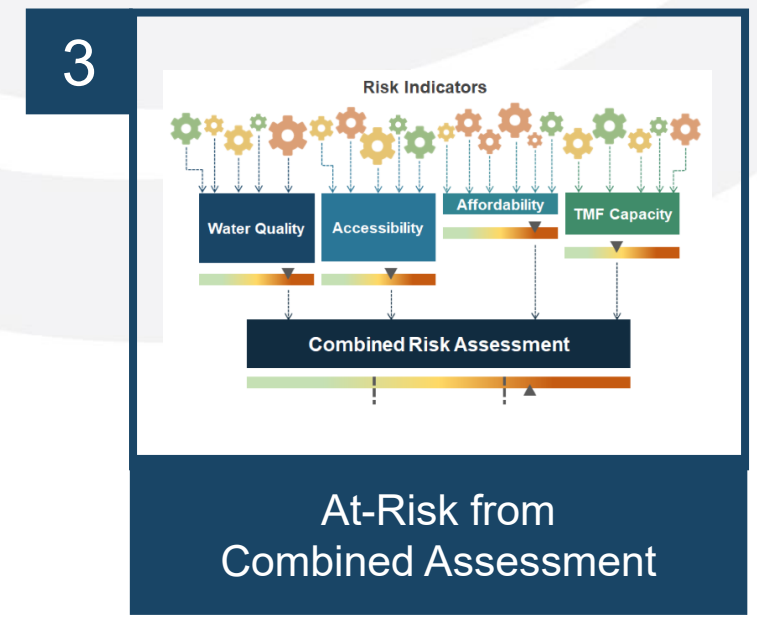 3
Risk Indicators
Water Quality
Accessibility
Affordability
TMF Capacity
Combined Risk Assessment
At-Risk from
Combined Assessment